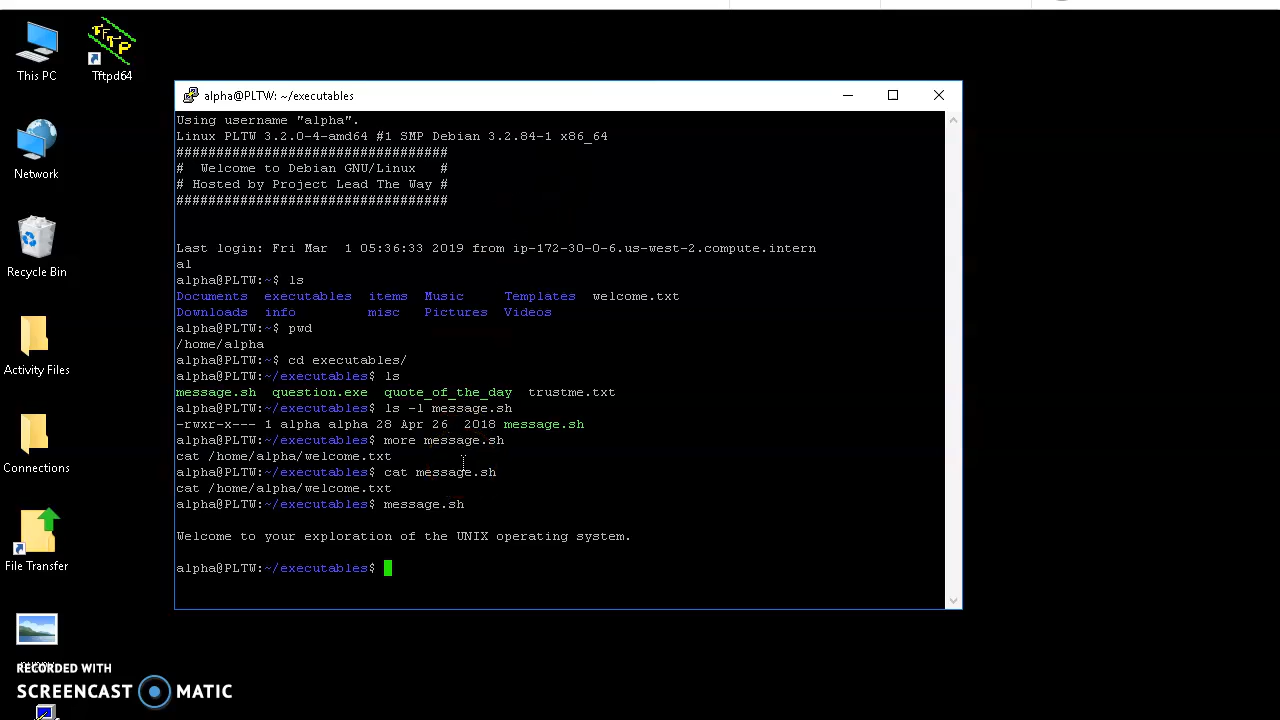 This PC
Tftpd64
Network
Recycle Bin
Activity Files
Connections
File Transfer
alpha@PLTW: ~/executables
Using username "alpha".
Linux PLTW 3.2.0-4-amd64 #1 SMP Debian 3.2.84-1 x86_64
##################################
#  Welcome to Debian GNU/Linux   #
# Hosted by Project Lead The Way #
##################################
Last login: Fri Mar  1 05:36:33 2019 from ip-172-30-0-6.us-west-2.compute.intern
al
alpha@PLTW:~$ ls
Documents  executables  items  Music     Templates  welcome.txt
Downloads  info         misc   Pictures  Videos
alpha@PLTW:~$ pwd
/home/alpha
alpha@PLTW:~$ cd executables/
alpha@PLTW:~/executables$ ls
message.sh  question.exe  quote_of_the_day  trustme.txt
alpha@PLTW:~/executables$ ls -l message.sh
-rwxr-x--- 1 alpha alpha 28 Apr 26  2018 message.sh
alpha@PLTW:~/executables$ more message.sh
cat /home/alpha/welcome.txt
alpha@PLTW:~/executables$ cat message.sh
cat /home/alpha/welcome.txt
alpha@PLTW:~/executables$ message.sh
Welcome to your exploration of the UNIX operating system.
alpha@PLTW:~/executables$
RECORDED WITH
SCREENCAST MATIC